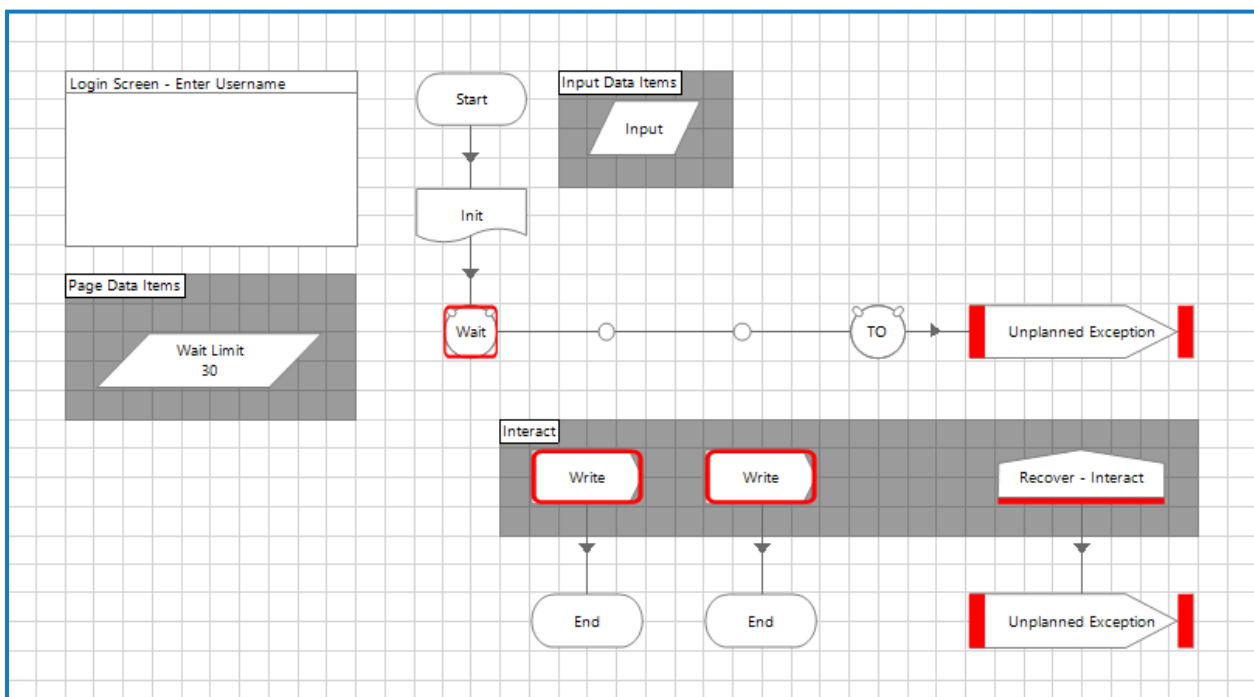 Login Screen - Enter Username
Start
Input Data Items
Input
Init
Page Data Items
Wait Limit
30
Wait
TO
Unplanned Exception
Interact
Write
Write
Recover - Interact
End
End
Unplanned Exception